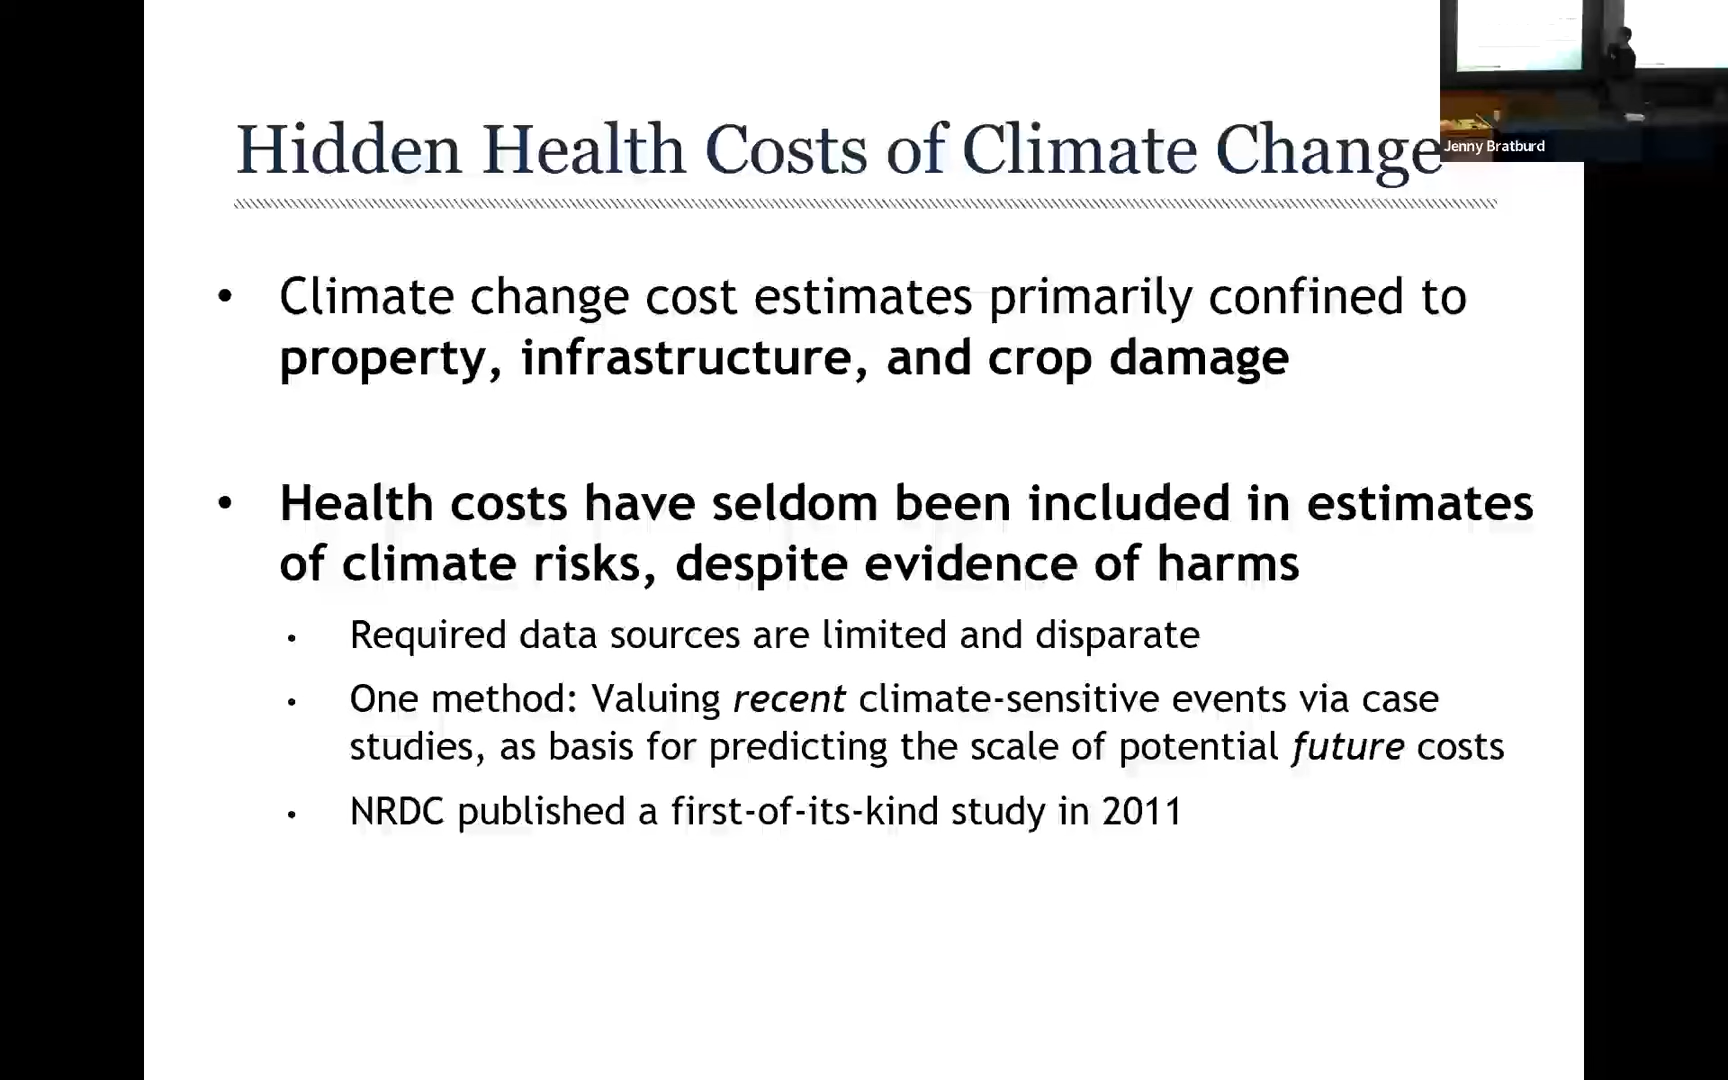 Hidden Health Costs of Climate Change
Jenny Bratburd
• Climate change cost estimates primarily confined to
property, infrastructure, and crop damage
• Health costs have seldom been included in estimates
of climate risks, despite evidence of harms
• Required data sources are limited and disparate
• One method: Valuing recent climate-sensitive events via case
studies, as basis for predicting the scale of potential future costs
• NRDC published a first-of-its-kind study in 2011